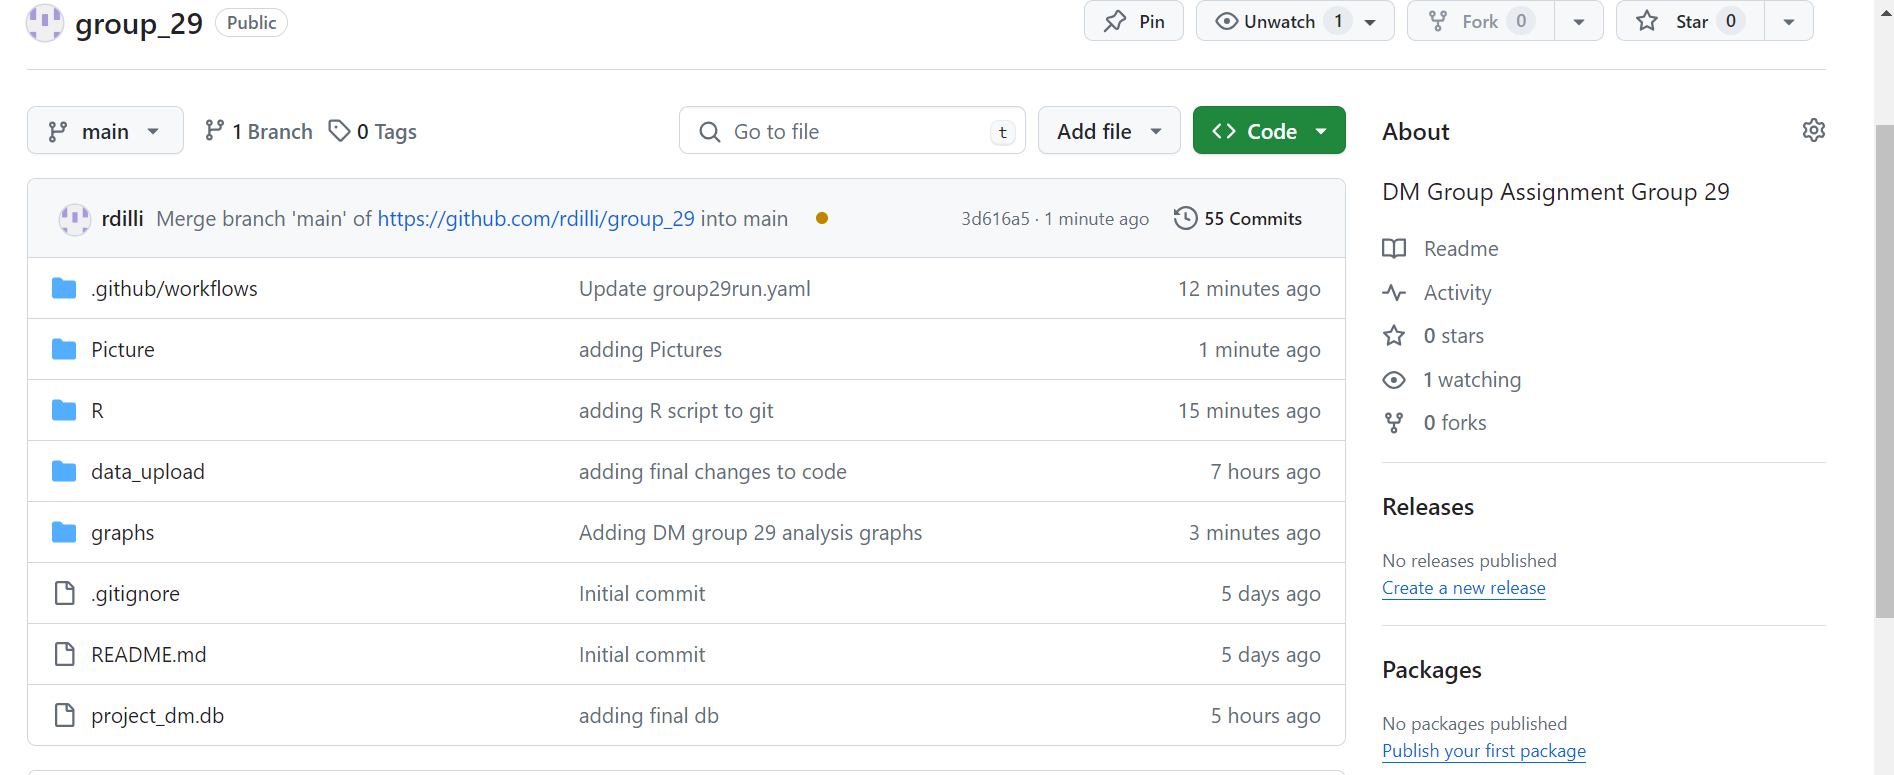 group_29 Public Pin Unwatch 1 Fork 0 Star 0
main 1 Branch 0 Tags Go to file t Add file Code
rdilli Merge branch 'main' of https://github.com/rdilli/group_29 into main 3d616a5 · 1 minute ago 55 Commits
.github/workflows Update group29run.yaml 12 minutes ago
Picture adding Pictures 1 minute ago
R adding R script to git 15 minutes ago
data_upload adding final changes to code 7 hours ago
graphs Adding DM group 29 analysis graphs 3 minutes ago
.gitignore Initial commit 5 days ago
README.md Initial commit 5 days ago
project_dm.db adding final db 5 hours ago
About
DM Group Assignment Group 29
Readme
Activity
0 stars
1 watching
0 forks
Releases
No releases published
Create a new release
Packages
No packages published
Publish your first package